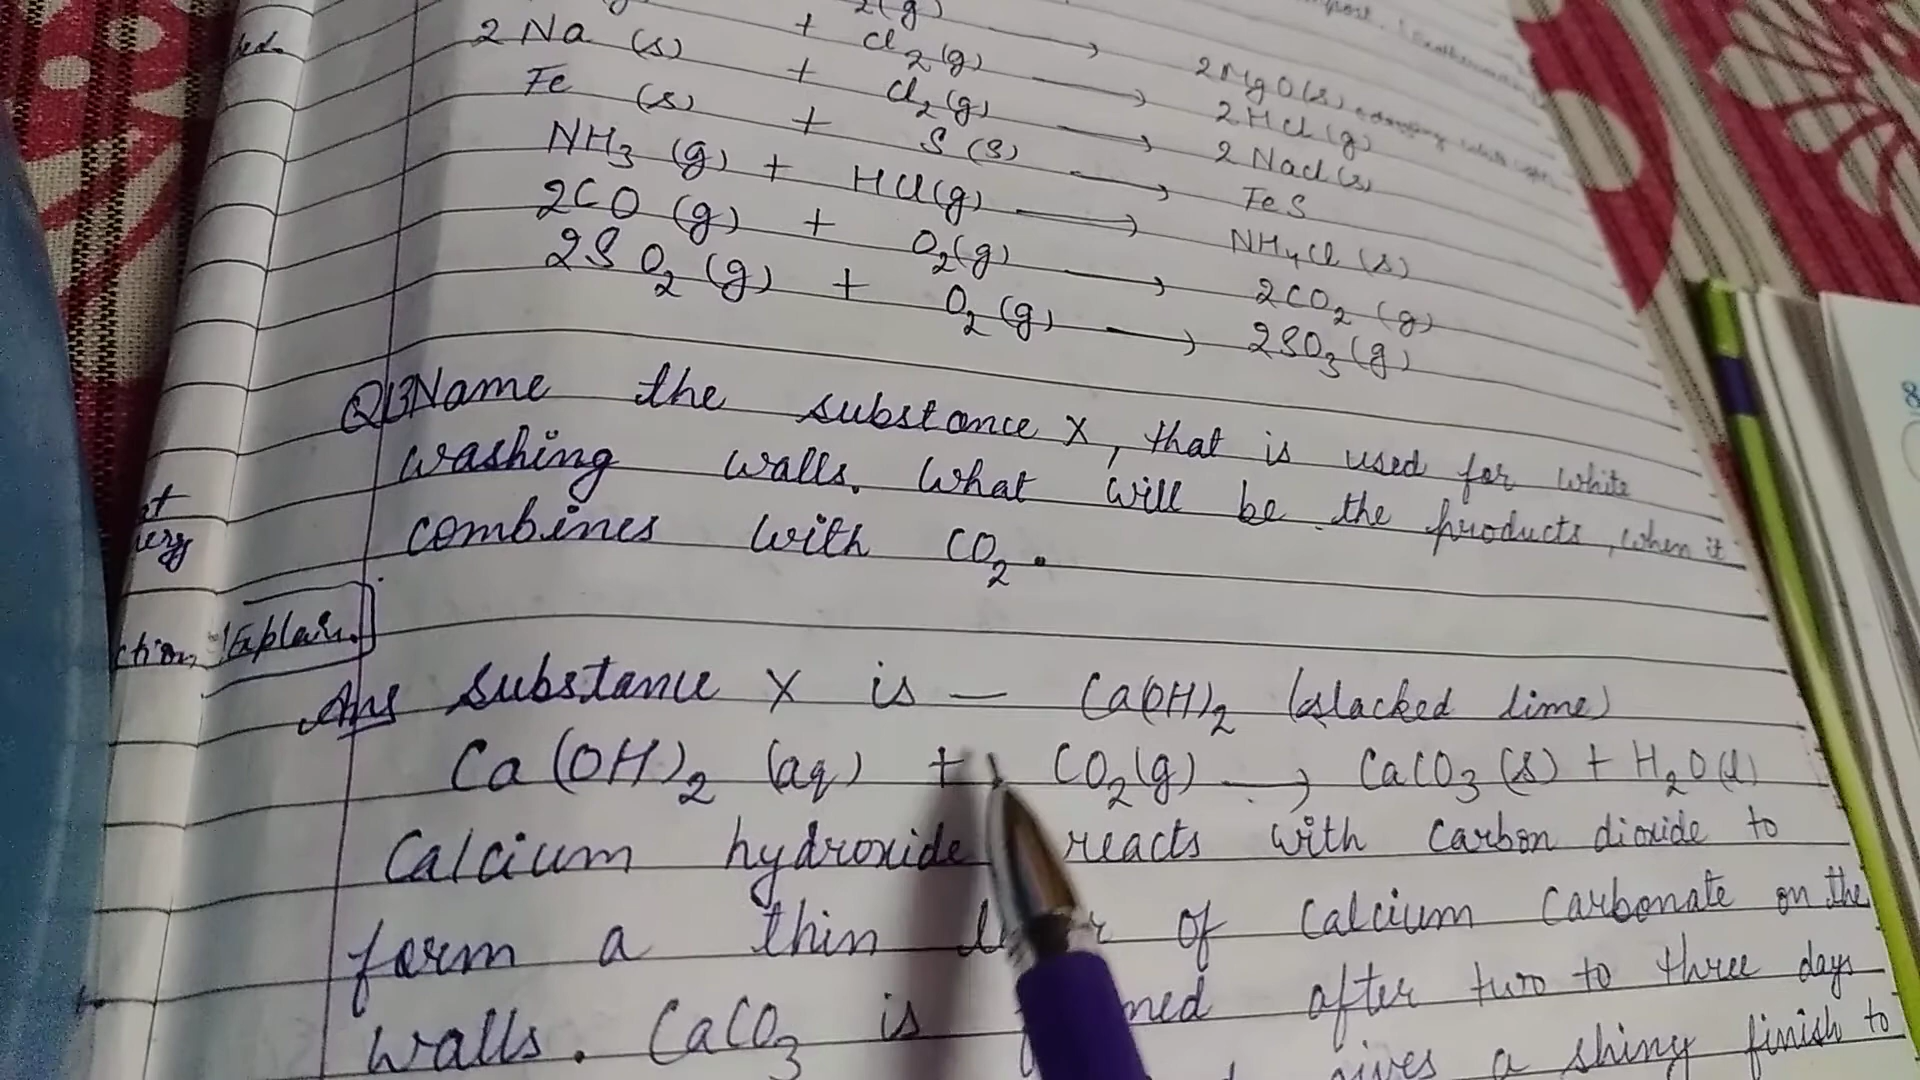 2(g) → 2MgO(s)
+ Cl2(g) → 2HCl(g)
2Na (s) + Cl2(g) → 2NaCl(s)
Fe (s) + S(s) → FeS
NH3 (g) + HCl(g) → NH4Cl (s)
2CO (g) + O2(g) → 2CO2 (g)
2SO2 (g) + O2(g) → 2SO3(g)
Q13 Name the substance X, that is used for white
washing walls. What will be the products, when it
combines with CO2.
Explain.
Ans substance X is — Ca(OH)2 (slacked lime)
Ca(OH)2 (aq) + CO2(g) → CaCO3 (s) + H2O(l)
Calcium hydroxide reacts with carbon dioxide to
form a thin of calcium carbonate on the
walls. CaCO3 is after two to three days
gives a shiny finish to